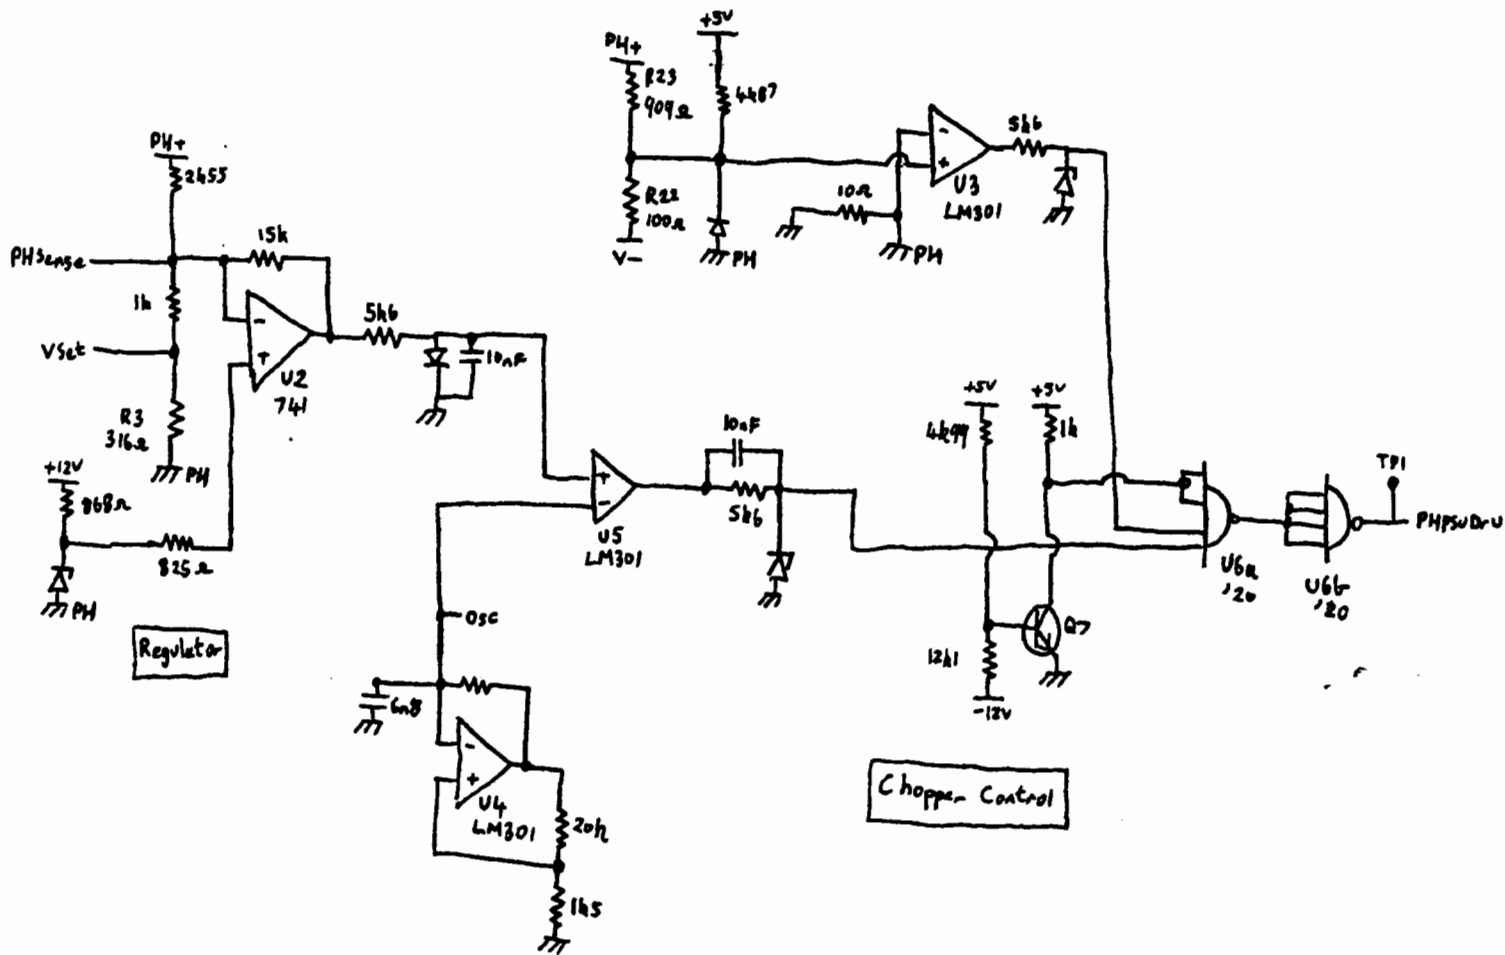 +5V
PH+
R23
909Ω
4k87
5k6
U3
LM301
R22
100Ω
10Ω
V-
PH
PH
PH+
2k55
PHSense
15k
1k
VSet
U2
741
5k6
10nF
R3
316Ω
PH
+12V
868Ω
825Ω
PH
Regulator
U5
LM301
10nF
5k6
OSC
6n8
U4
LM301
20k
1k5
+5V
4k99
+5V
1k
Q7
12k1
-12V
U6a
'20
U6b
'20
TP1
PHPSUDrv
Chopper Control